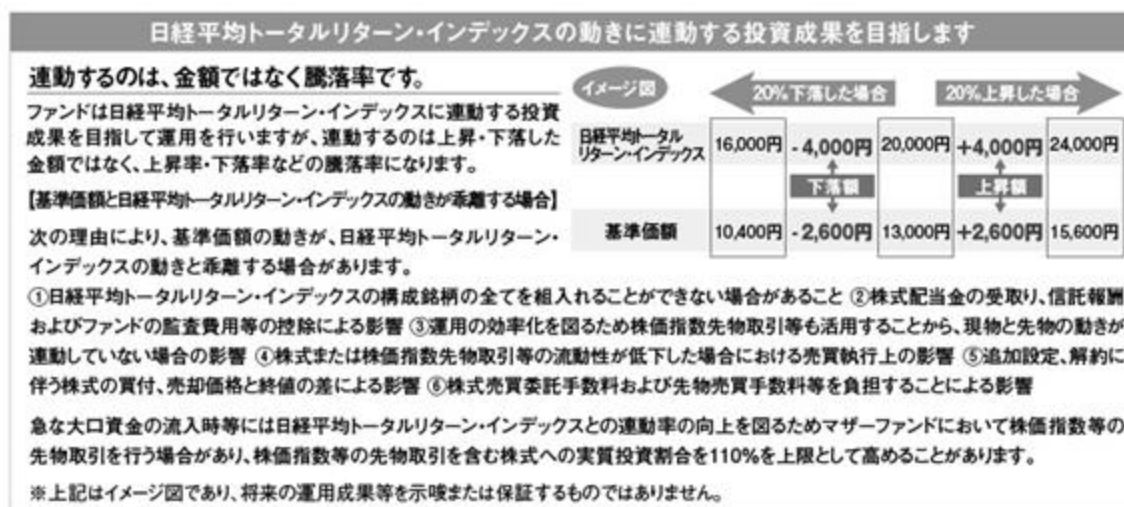 日経平均トータルリターン・インデックスの動きに連動する投資成果を目指します
連動するのは、金額ではなく騰落率です。
ファンドは日経平均トータルリターン・インデックスに連動する投資
成果を目指して運用を行いますが、連動するのは上昇・下落した
金額ではなく、上昇率・下落率などの騰落率になります。
【基準価額と日経平均トータルリターン・インデックスの動きが乖離する場合】
次の理由により、基準価額の動きが、日経平均トータルリターン・
インデックスの動きと乖離する場合があります。
イメージ図
20%下落した場合 20%上昇した場合
日経平均トータル
リターン・インデックス 16,000円 -4,000円 20,000円 +4,000円 24,000円
下落額 上昇額
基準価額 10,400円 -2,600円 13,000円 +2,600円 15,600円
①日経平均トータルリターン・インデックスの構成銘柄の全てを組入れることができない場合があること ②株式配当金の受取り、信託報酬
およびファンドの監査費用等の控除による影響 ③運用の効率化を図るため株価指数先物取引等も活用することから、現物と先物の動きが
連動していない場合の影響 ④株式または株価指数先物取引等の流動性が低下した場合における売買執行上の影響 ⑤追加設定、解約に
伴う株式の買付、売却価格と終値の差による影響 ⑥株式売買委託手数料および先物売買手数料等を負担することによる影響
急な大口資金の流入時等には日経平均トータルリターン・インデックスとの連動率の向上を図るためマザーファンドにおいて株価指数等の
先物取引を行う場合があり、株価指数等の先物取引を含む株式への実質投資割合を110%を上限として高めることがあります。
※上記はイメージ図であり、将来の運用成果等を示唆または保証するものではありません。